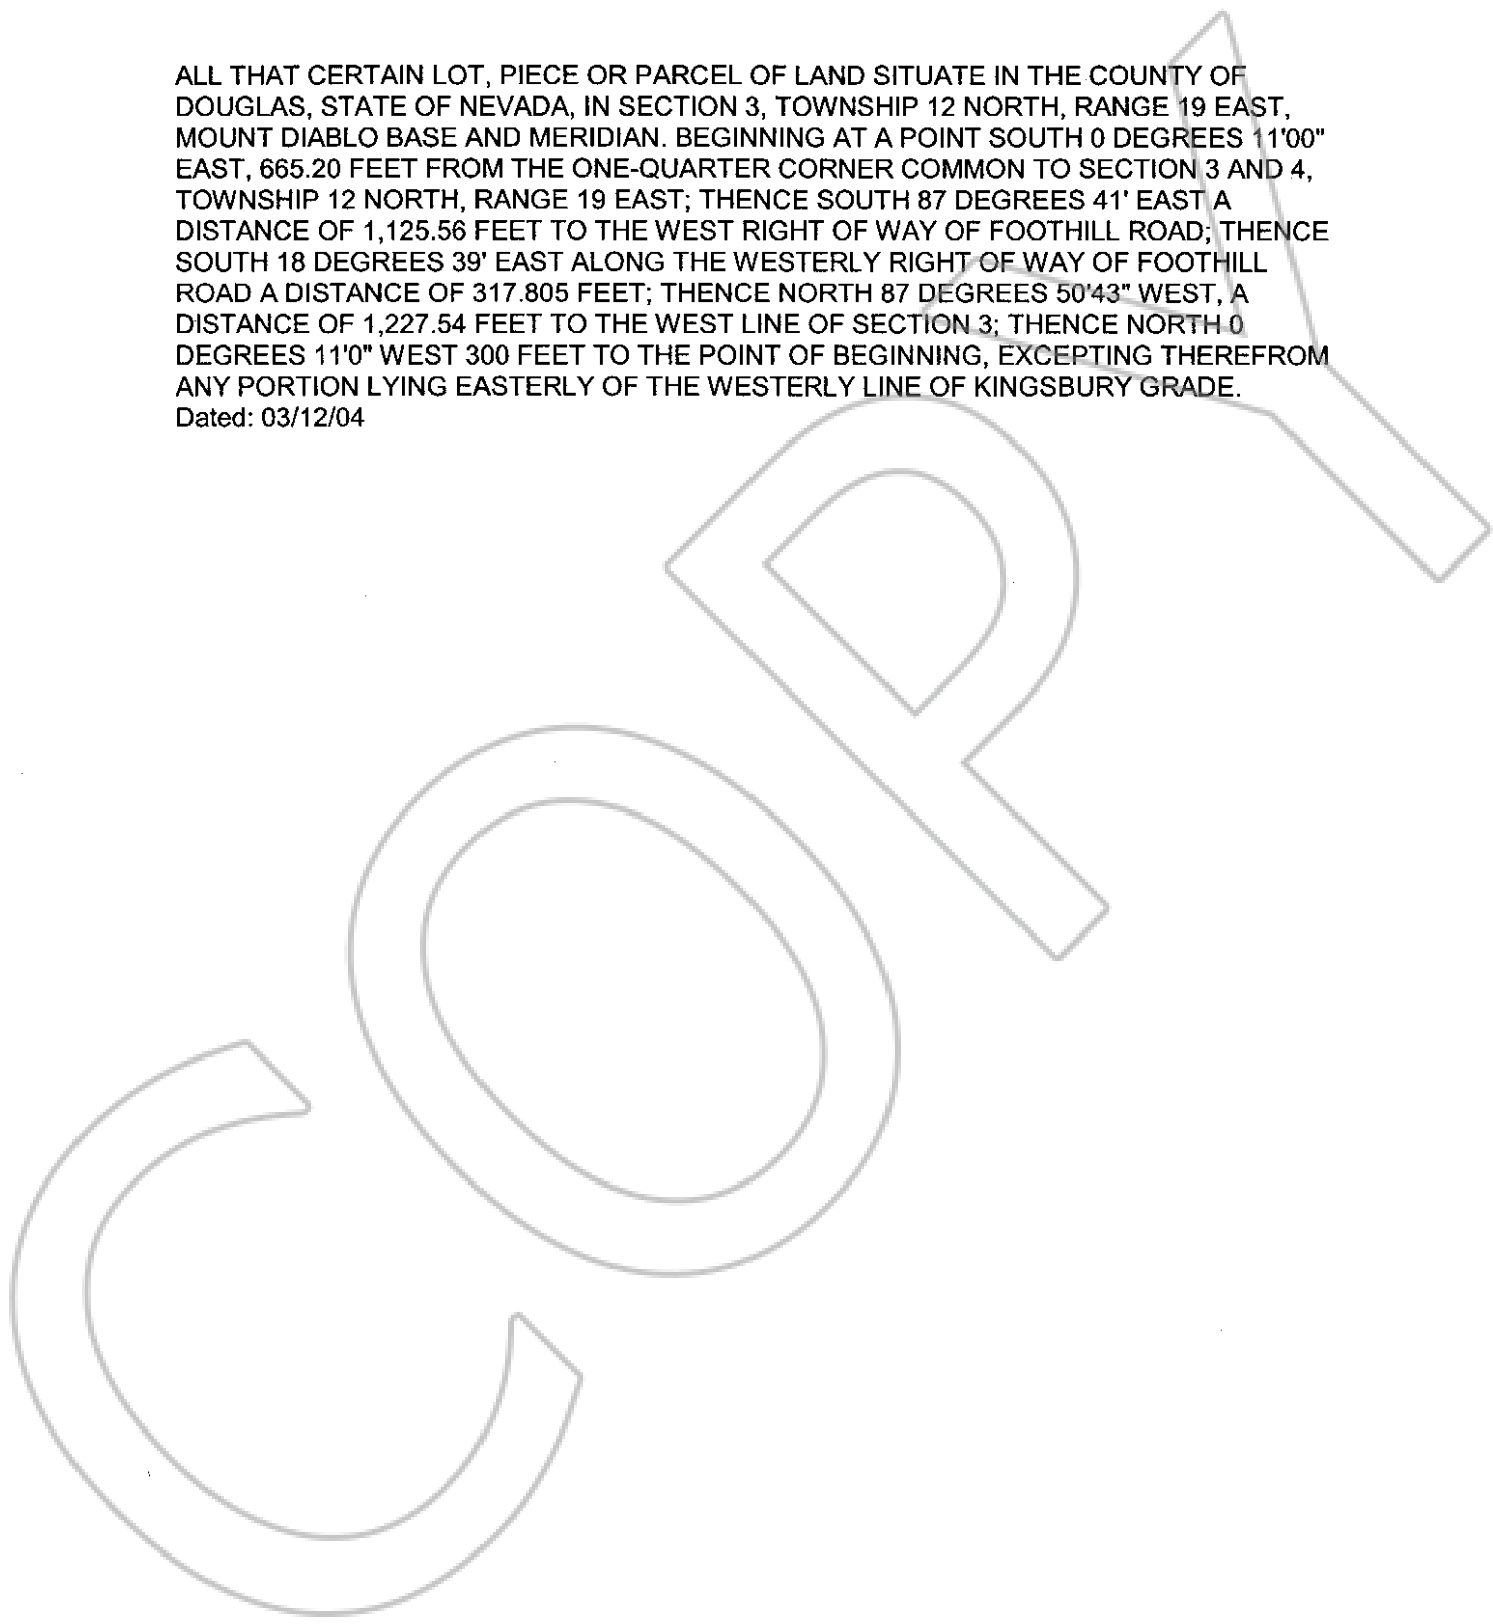 ALL THAT CERTAIN LOT, PIECE OR PARCEL OF LAND SITUATE IN THE COUNTY OF
DOUGLAS, STATE OF NEVADA, IN SECTION 3, TOWNSHIP 12 NORTH, RANGE 19 EAST,
MOUNT DIABLO BASE AND MERIDIAN. BEGINNING AT A POINT SOUTH 0 DEGREES 11'00"
EAST, 665.20 FEET FROM THE ONE-QUARTER CORNER COMMON TO SECTION 3 AND 4,
TOWNSHIP 12 NORTH, RANGE 19 EAST; THENCE SOUTH 87 DEGREES 41' EAST A
DISTANCE OF 1,125.56 FEET TO THE WEST RIGHT OF WAY OF FOOTHILL ROAD; THENCE
SOUTH 18 DEGREES 39' EAST ALONG THE WESTERLY RIGHT OF WAY OF FOOTHILL
ROAD A DISTANCE OF 317.805 FEET; THENCE NORTH 87 DEGREES 50'43" WEST, A
DISTANCE OF 1,227.54 FEET TO THE WEST LINE OF SECTION 3; THENCE NORTH 0
DEGREES 11'0" WEST 300 FEET TO THE POINT OF BEGINNING, EXCEPTING THEREFROM
ANY PORTION LYING EASTERLY OF THE WESTERLY LINE OF KINGSBURY GRADE.
Dated: 03/12/04
COPY